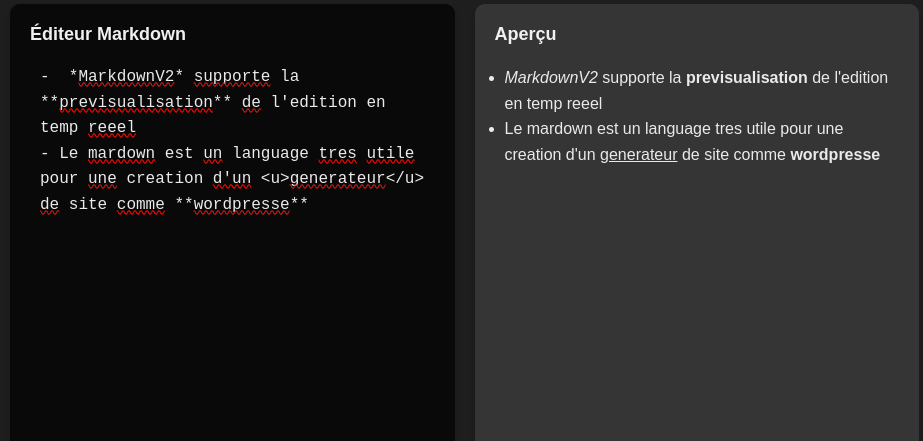 Éditeur Markdown
-  *MarkdownV2* supporte la
**previsualisation** de l'edition en
temp reeel
- Le mardown est un language tres utile
pour une creation d'un <u>generateur</u>
de site comme **wordpresse**
Aperçu
MarkdownV2 supporte la previsualisation de l'edition
en temp reeel
Le mardown est un language tres utile pour une
creation d'un generateur de site comme wordpresse